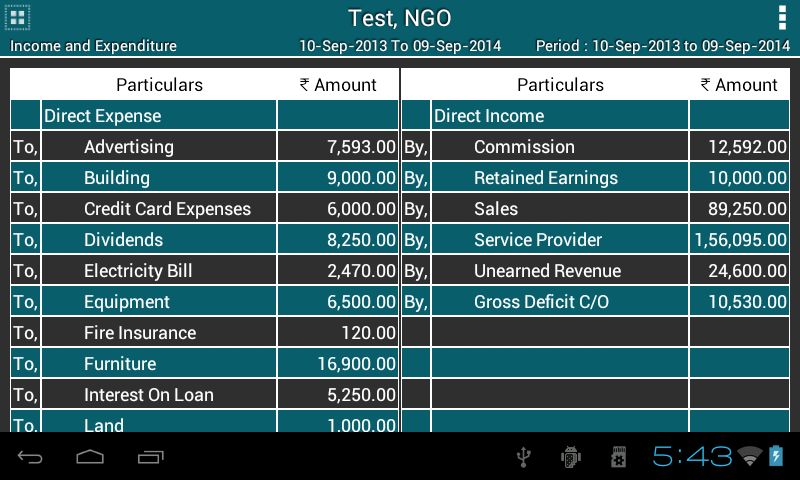 Test, NGO
Income and Expenditure 10-Sep-2013 To 09-Sep-2014 Period : 10-Sep-2013 to 09-Sep-2014
Particulars ₹ Amount Particulars ₹ Amount
Direct Expense Direct Income
To, Advertising 7,593.00 By, Commission 12,592.00
To, Building 9,000.00 By, Retained Earnings 10,000.00
To, Credit Card Expenses 6,000.00 By, Sales 89,250.00
To, Dividends 8,250.00 By, Service Provider 1,56,095.00
To, Electricity Bill 2,470.00 By, Unearned Revenue 24,600.00
To, Equipment 6,500.00 By, Gross Deficit C/O 10,530.00
To, Fire Insurance 120.00
To, Furniture 16,900.00
To, Interest On Loan 5,250.00
To, Land 1,000.00
5:43